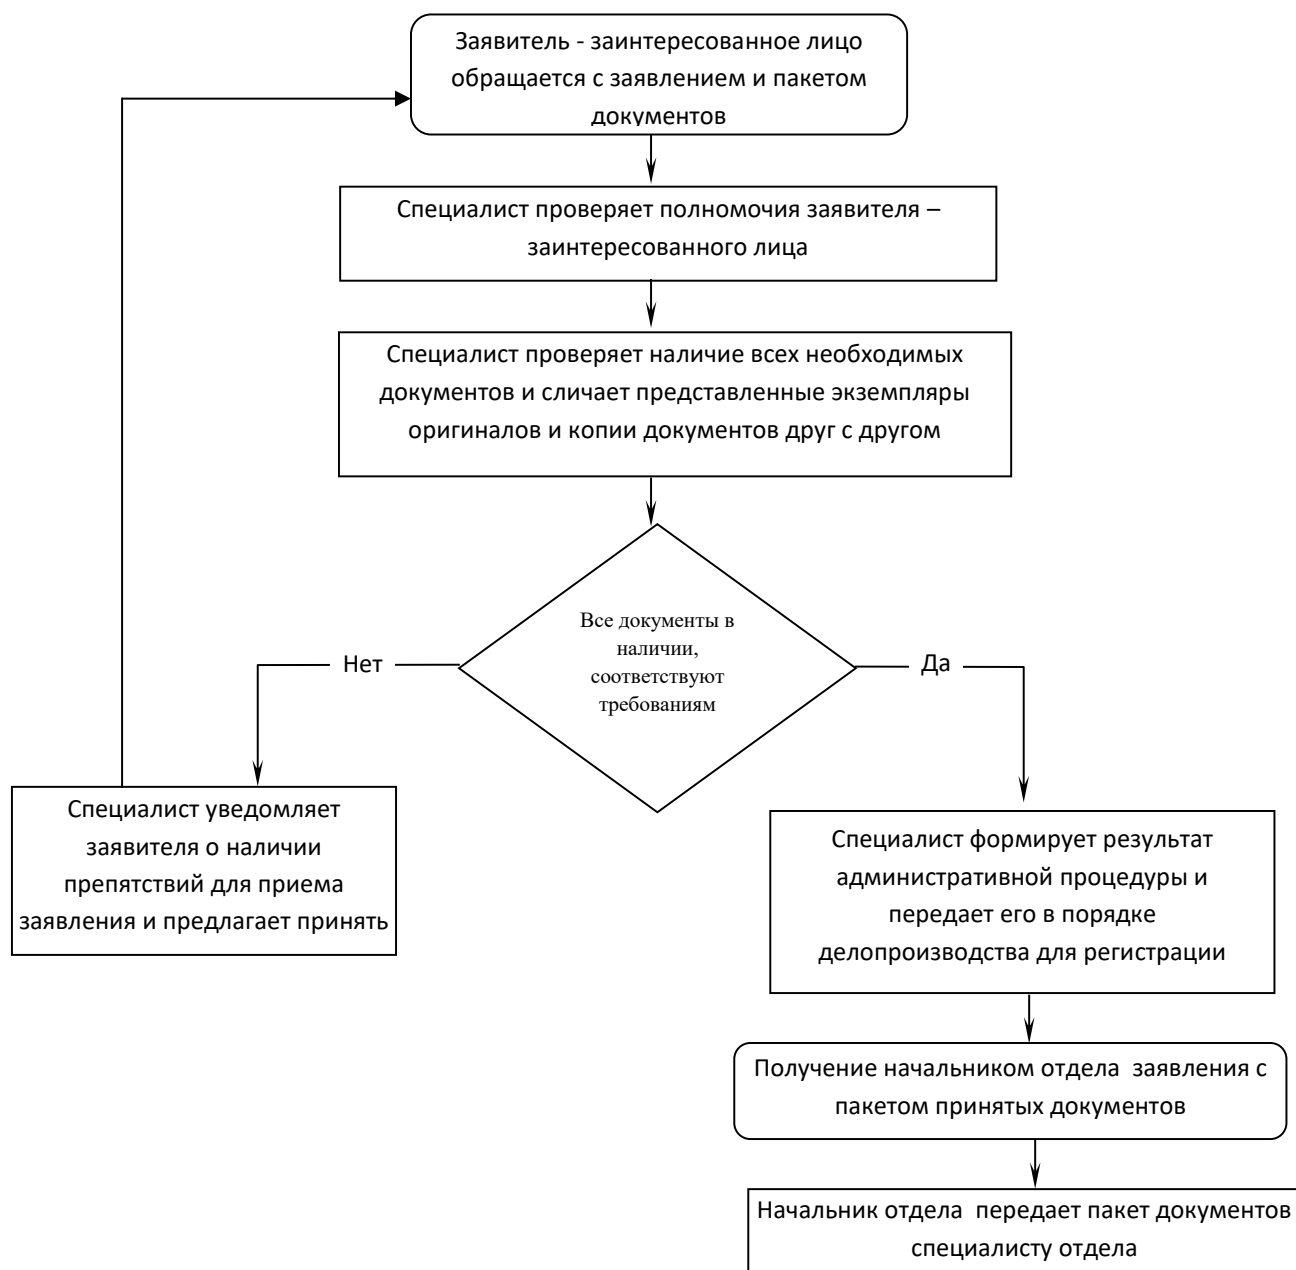 Заявитель - заинтересованное лицо
обращается с заявлением и пакетом
документов
Специалист проверяет полномочия заявителя –
заинтересованного лица
Специалист проверяет наличие всех необходимых
документов и сличает представленные экземпляры
оригиналов и копии документов друг с другом
Все документы в
наличии,
соответствуют
требованиям
Нет
Да
Специалист уведомляет
заявителя о наличии
препятствий для приема
заявления и предлагает принять
Специалист формирует результат
административной процедуры и
передает его в порядке
делопроизводства для регистрации
Получение начальником отдела  заявления с
пакетом принятых документов
Начальник отдела  передает пакет документов
специалисту отдела